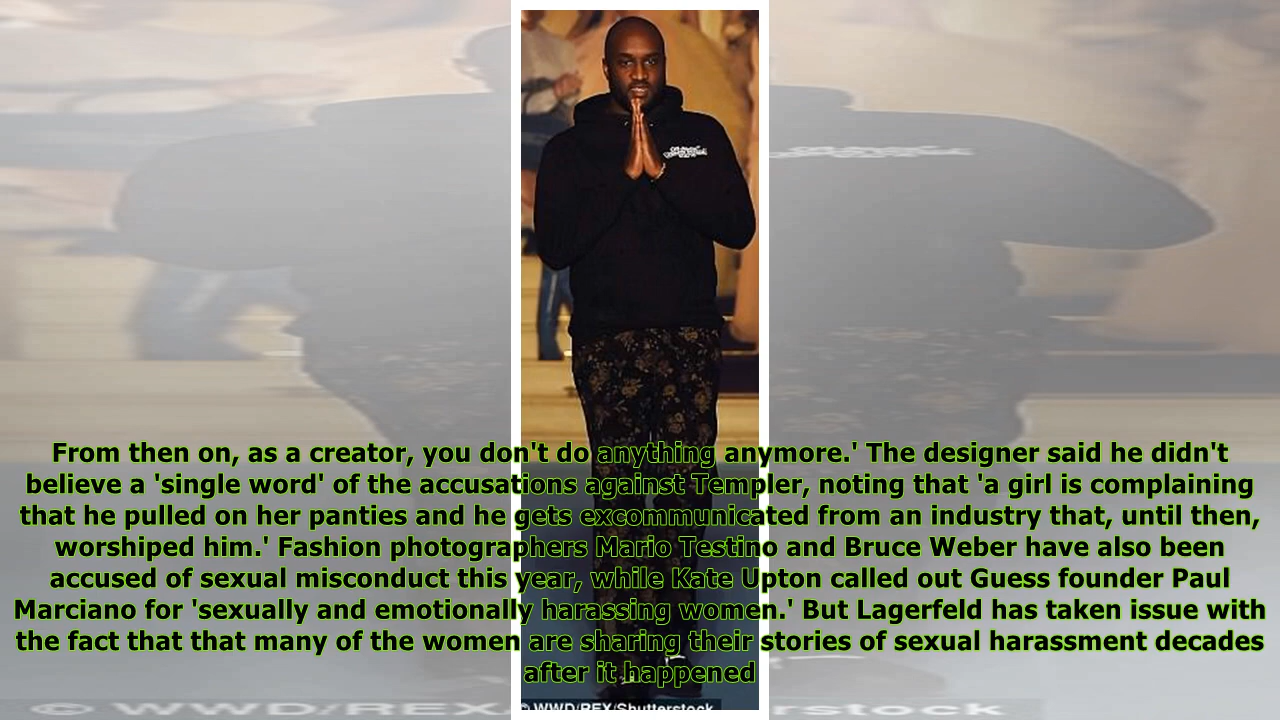 From then on, as a creator, you don't do anything anymore.' The designer said he didn't
believe a 'single word' of the accusations against Templer, noting that 'a girl is complaining
that he pulled on her panties and he gets excommunicated from an industry that, until then,
worshiped him.' Fashion photographers Mario Testino and Bruce Weber have also been
accused of sexual misconduct this year, while Kate Upton called out Guess founder Paul
Marciano for 'sexually and emotionally harassing women.' But Lagerfeld has taken issue with
the fact that that many of the women are sharing their stories of sexual harassment decades
after it happened
© WWD/REX/Shutterstock